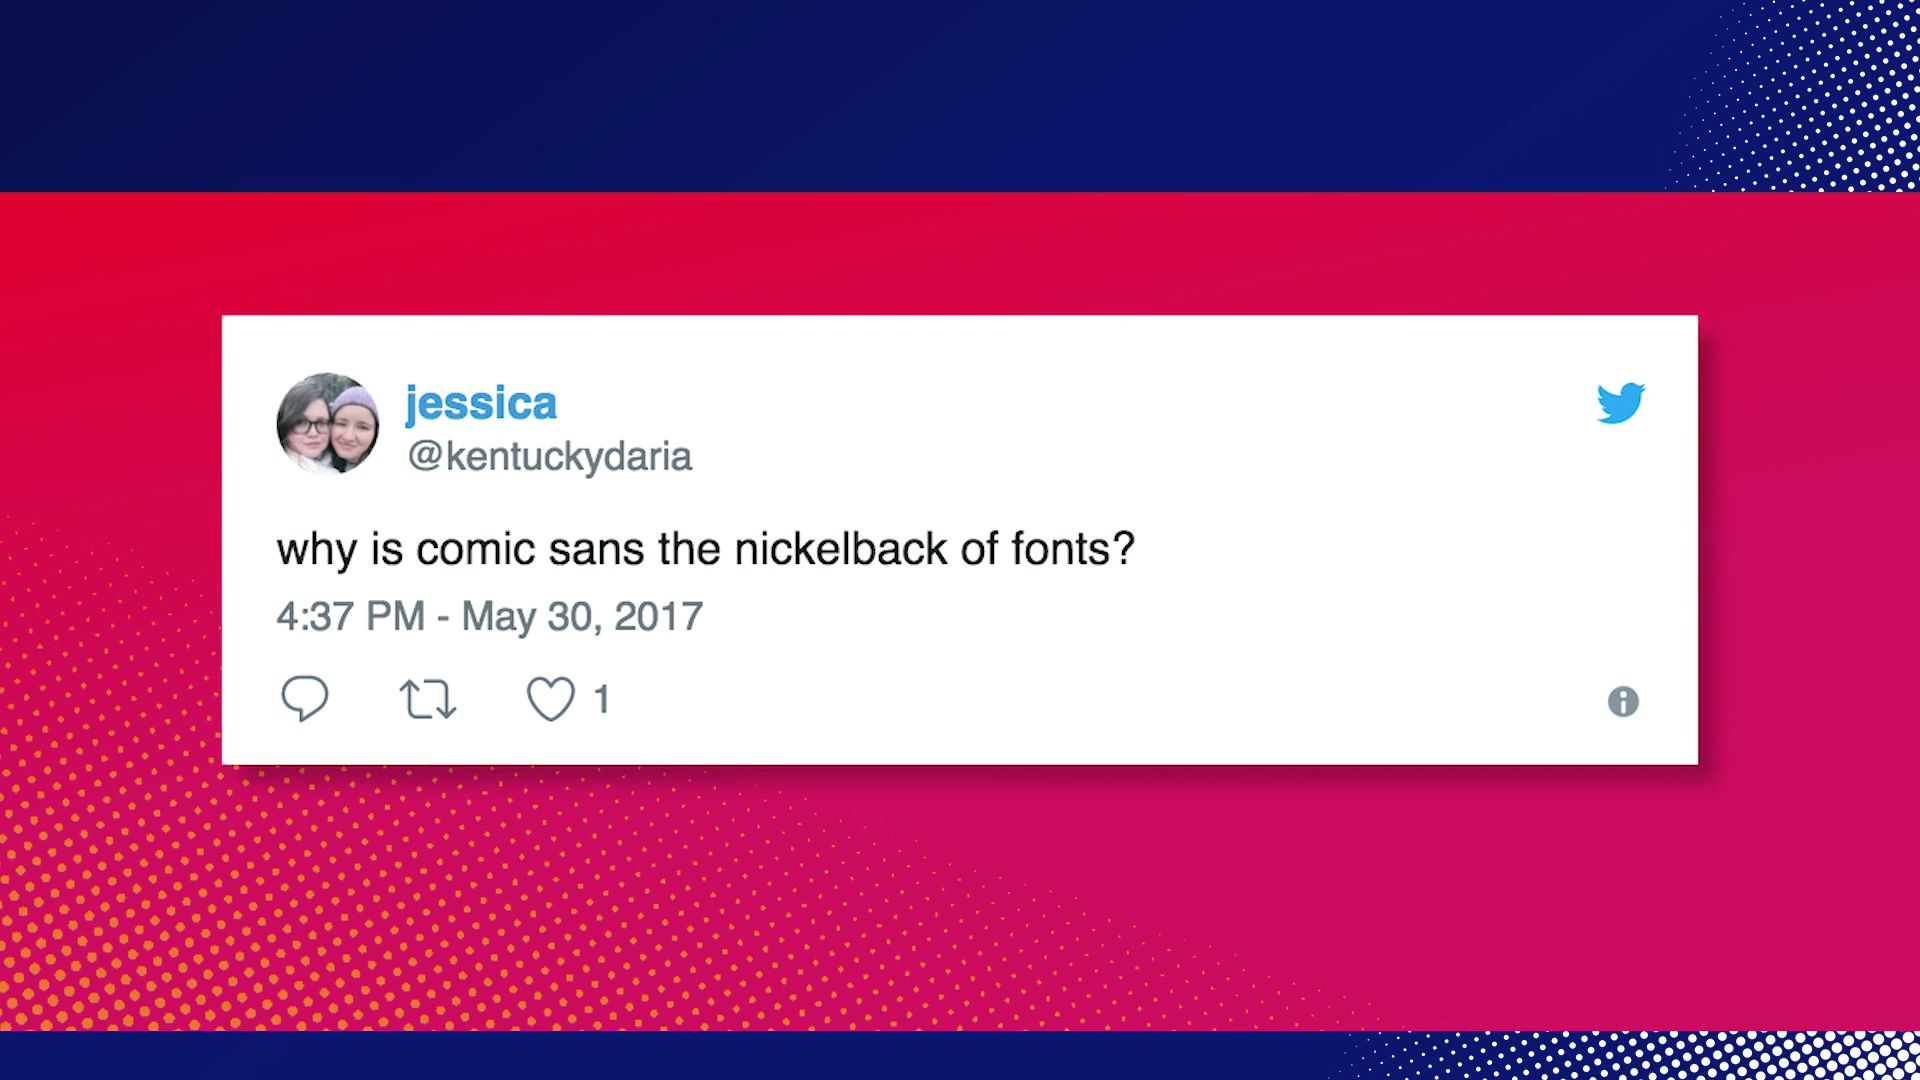 jessica
@kentuckydaria
why is comic sans the nickelback of fonts?
4:37 PM - May 30, 2017
1